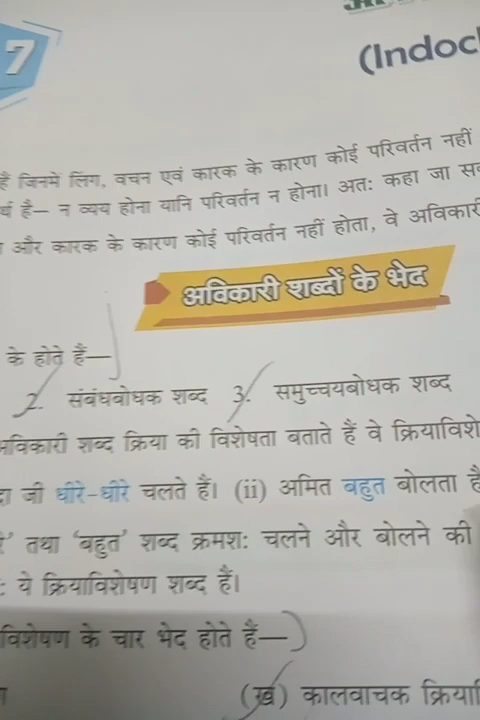 7
(Indoc
हैं जिनमें लिंग, वचन एवं कारक के कारण कोई परिवर्तन नहीं
र्थ है— न व्यय होना यानि परिवर्तन न होना। अतः कहा जा सक
और कारक के कारण कोई परिवर्तन नहीं होता, वे अविकारी
अविकारी शब्दों के भेद
के होते हैं—
2. संबंधबोधक शब्द 3. समुच्चयबोधक शब्द
अविकारी शब्द क्रिया की विशेषता बताते हैं वे क्रियाविशे
दा जी धीरे-धीरे चलते हैं। (ii) अमित बहुत बोलता है
रे' तथा 'बहुत' शब्द क्रमशः चलने और बोलने की
: ये क्रियाविशेषण शब्द हैं।
विशेषण के चार भेद होते हैं—
(ख) कालवाचक क्रिया